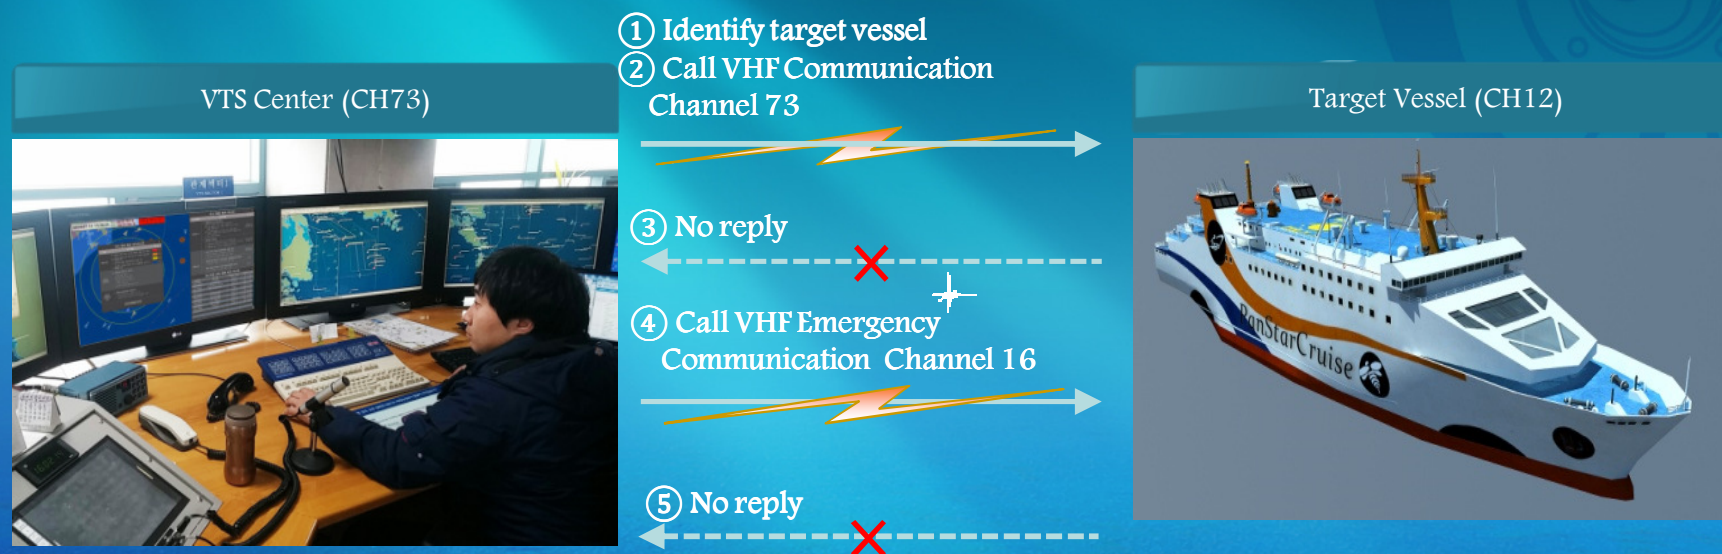 ① Identify target vessel
② Call VHF Communication
Channel 73
VTS Center (CH73)
Target Vessel (CH12)
③ No reply
④ Call VHF Emergency
Communication Channel 16
⑤ No reply
PanStarCruise